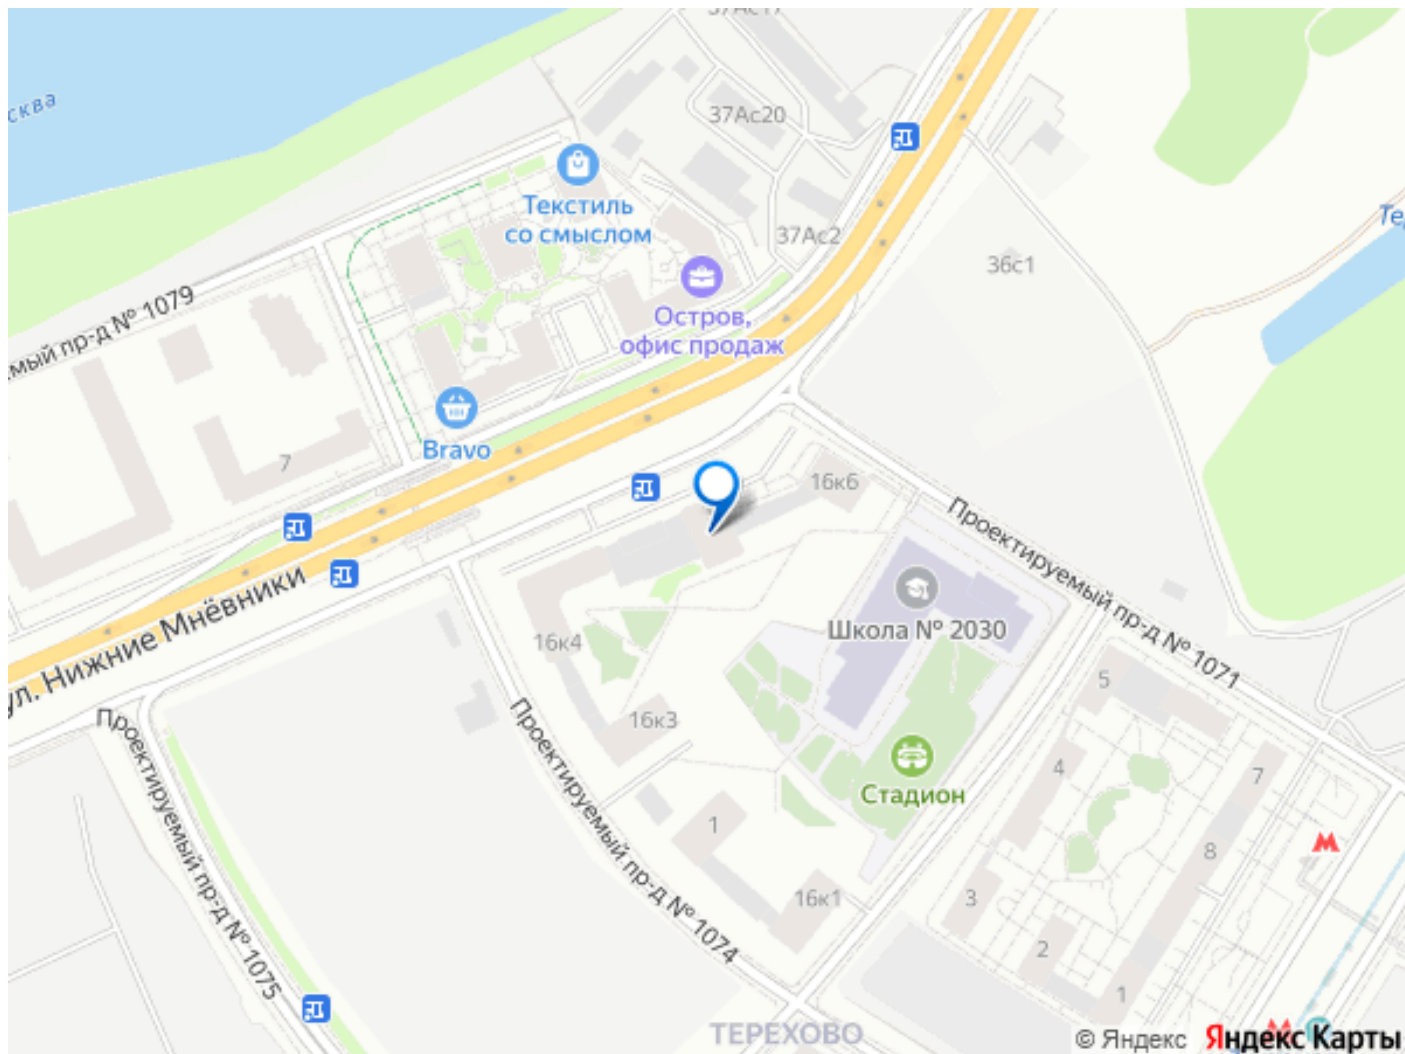 37Ас17
сква
37Ас20
Текстиль
со смыслом
37Ас2
36с1
Те
Остров,
офис продаж
мый пр-д № 1079
Bravo
7
16к6
Проектируемый пр-д № 1071
ул. Нижние Мнёвники
Школа № 2030
16к4
16к3
5
4
7
Стадион
Проектируемый пр-д № 1074
Проектируемый пр-д № 1075
1
8
3
16к1
2
1
ТЕРЕХОВО
© Яндекс Яндекс Карты